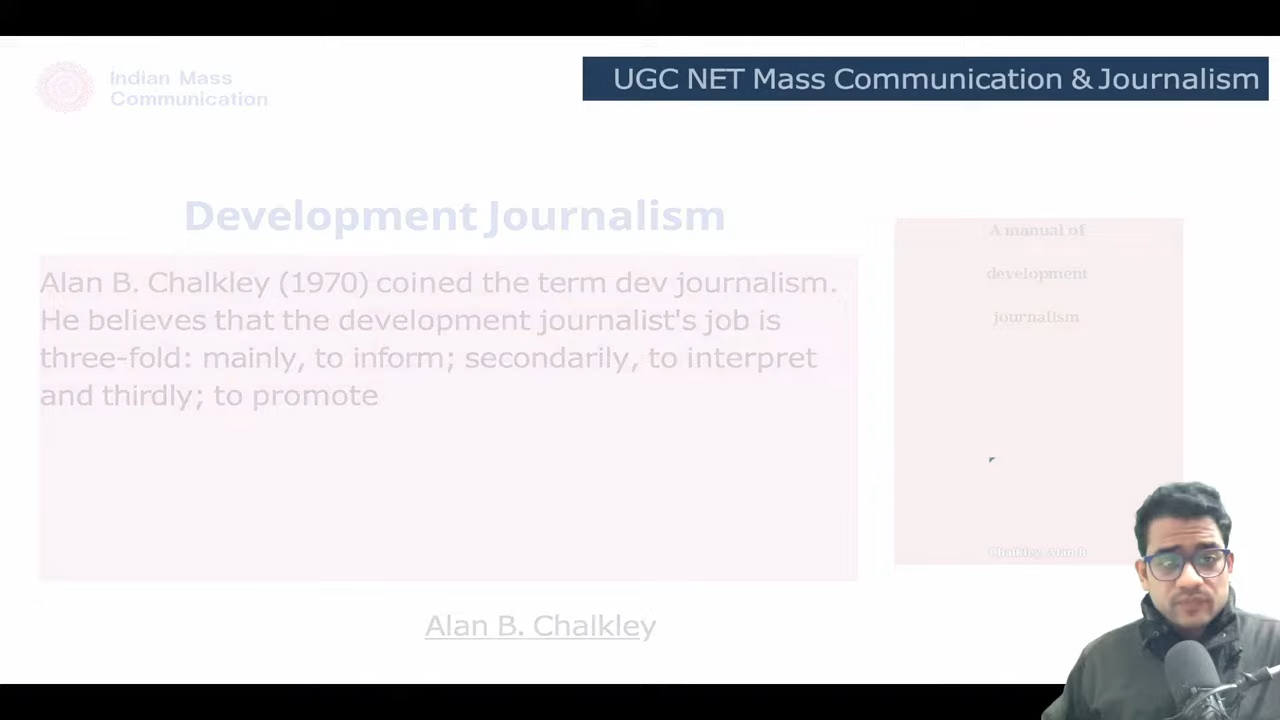 Indian Mass
Communication
UGC NET Mass Communication & Journalism
Development Journalism
Alan B. Chalkley (1970) coined the term dev journalism.
He believes that the development journalist's job is
three-fold: mainly, to inform; secondarily, to interpret
and thirdly; to promote
A manual of
development
journalism
Chalkley, Alan B
Alan B. Chalkley